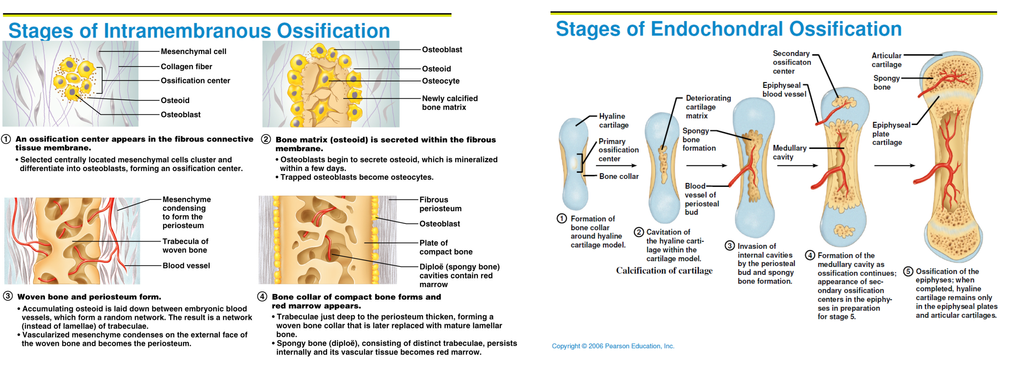 Stages of Intramembranous Ossification
Mesenchymal cell
Collagen fiber
Ossification center
Osteoid
Osteoblast
① An ossification center appears in the fibrous connective
tissue membrane.
• Selected centrally located mesenchymal cells cluster and
differentiate into osteoblasts, forming an ossification center.
Osteoblast
Osteoid
Osteocyte
Newly calcified
bone matrix
② Bone matrix (osteoid) is secreted within the fibrous
membrane.
• Osteoblasts begin to secrete osteoid, which is mineralized
within a few days.
• Trapped osteoblasts become osteocytes.
Mesenchyme
condensing
to form the
periosteum
Trabecula of
woven bone
Blood vessel
③ Woven bone and periosteum form.
• Accumulating osteoid is laid down between embryonic blood
vessels, which form a random network. The result is a network
(instead of lamellae) of trabeculae.
• Vascularized mesenchyme condenses on the external face of
the woven bone and becomes the periosteum.
Fibrous
periosteum
Osteoblast
Plate of
compact bone
Diploë (spongy bone)
cavities contain red
marrow
④ Bone collar of compact bone forms and
red marrow appears.
• Trabeculae just deep to the periosteum thicken, forming a
woven bone collar that is later replaced with mature lamellar
bone.
• Spongy bone (diploë), consisting of distinct trabeculae, persists
internally and its vascular tissue becomes red marrow.
Stages of Endochondral Ossification
Hyaline
cartilage
Primary
ossification
center
Bone collar
① Formation of
bone collar
around hyaline
cartilage model.
Deteriorating
cartilage
matrix
② Cavitation of
the hyaline carti-
lage within the
cartilage model.
Calcification of cartilage
Spongy
bone
formation
Blood
vessel of
periosteal
bud
③ Invasion of
internal cavities
by the periosteal
bud and spongy
bone formation.
Secondary
ossificaton
center
Epiphyseal
blood vessel
Medullary
cavity
④ Formation of the
medullary cavity as
ossification continues;
appearance of sec-
ondary ossification
centers in the epiphy-
ses in preparation
for stage 5.
Articular
cartilage
Spongy
bone
Epiphyseal
plate
cartilage
⑤ Ossification of the
epiphyses; when
completed, hyaline
cartilage remains only
in the epiphyseal plates
and articular cartilages.
Copyright © 2006 Pearson Education, Inc.